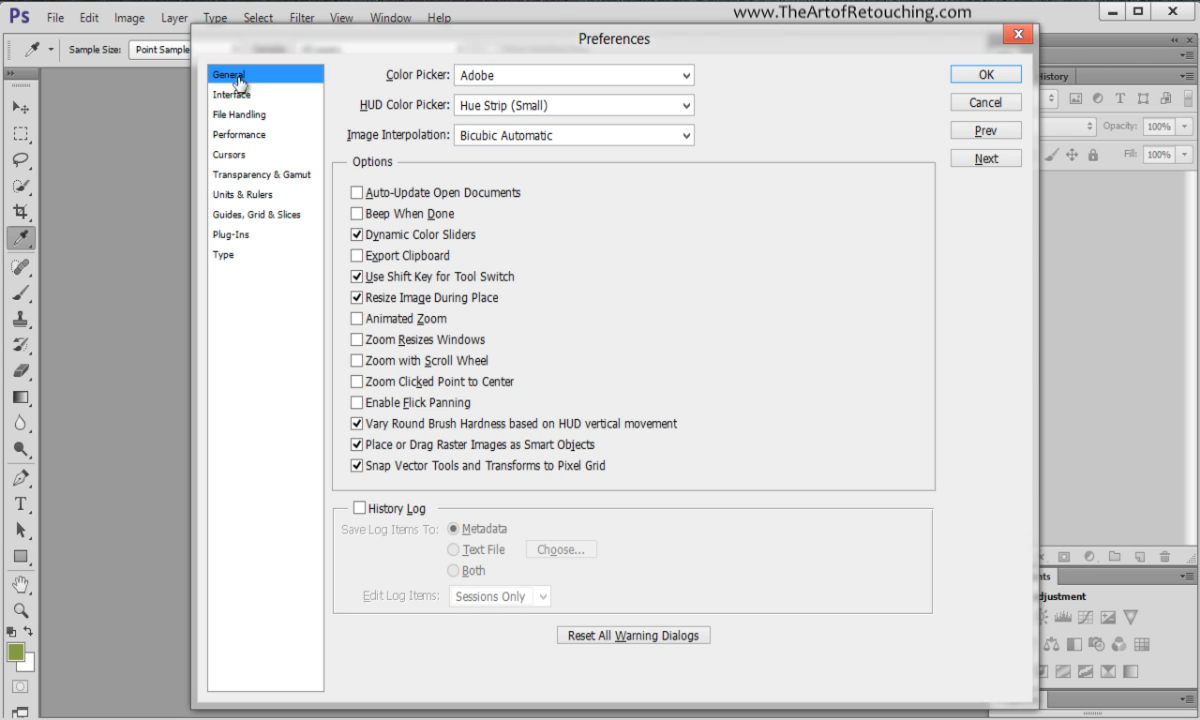 www.TheArtofRetouching.com
Ps File Edit Image Layer Type Select Filter View Window Help
Sample Size: Point Sample
Preferences
General
Interface
File Handling
Performance
Cursors
Transparency & Gamut
Units & Rulers
Guides, Grid & Slices
Plug-Ins
Type
Color Picker: Adobe
HUD Color Picker: Hue Strip (Small)
Image Interpolation: Bicubic Automatic
Options
Auto-Update Open Documents
Beep When Done
Dynamic Color Sliders
Export Clipboard
Use Shift Key for Tool Switch
Resize Image During Place
Animated Zoom
Zoom Resizes Windows
Zoom with Scroll Wheel
Zoom Clicked Point to Center
Enable Flick Panning
Vary Round Brush Hardness based on HUD vertical movement
Place or Drag Raster Images as Smart Objects
Snap Vector Tools and Transforms to Pixel Grid
History Log
Save Log Items To: Metadata
Text File Choose...
Both
Edit Log Items: Sessions Only
Reset All Warning Dialogs
OK
Cancel
Prev
Next
History
Opacity: 100%
Fill: 100%
nts
djustment